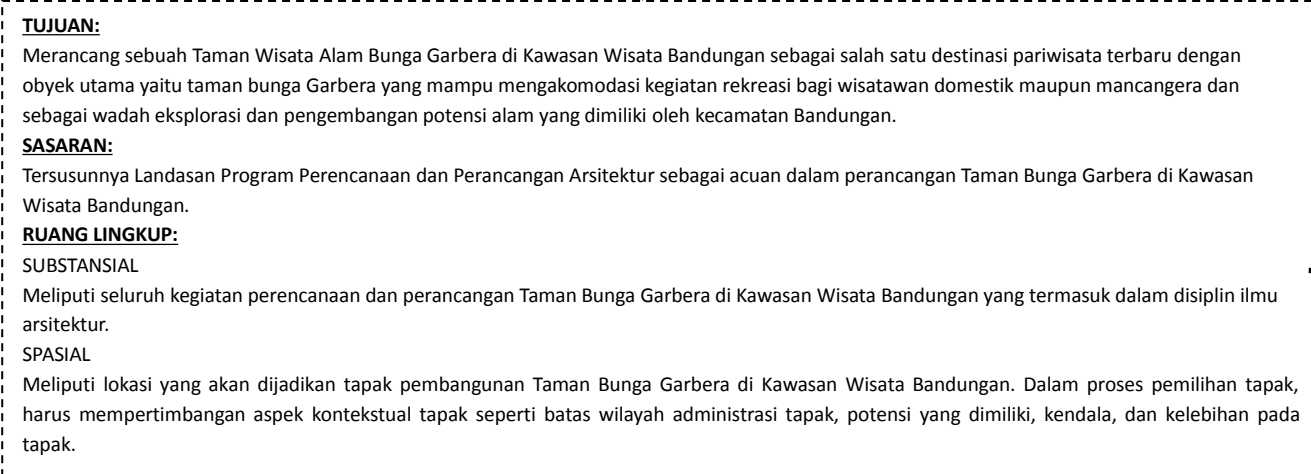 TUJUAN:
Merancang sebuah Taman Wisata Alam Bunga Garbera di Kawasan Wisata Bandungan sebagai salah satu destinasi pariwisata terbaru dengan
obyek utama yaitu taman bunga Garbera yang mampu mengakomodasi kegiatan rekreasi bagi wisatawan domestik maupun mancangera dan
sebagai wadah eksplorasi dan pengembangan potensi alam yang dimiliki oleh kecamatan Bandungan.
SASARAN:
Tersusunnya Landasan Program Perencanaan dan Perancangan Arsitektur sebagai acuan dalam perancangan Taman Bunga Garbera di Kawasan
Wisata Bandungan.
RUANG LINGKUP:
SUBSTANSIAL
Meliputi seluruh kegiatan perencanaan dan perancangan Taman Bunga Garbera di Kawasan Wisata Bandungan yang termasuk dalam disiplin ilmu
arsitektur.
SPASIAL
Meliputi lokasi yang akan dijadikan tapak pembangunan Taman Bunga Garbera di Kawasan Wisata Bandungan. Dalam proses pemilihan tapak,
harus mempertimbangan aspek kontekstual tapak seperti batas wilayah administrasi tapak, potensi yang dimiliki, kendala, dan kelebihan pada
tapak.